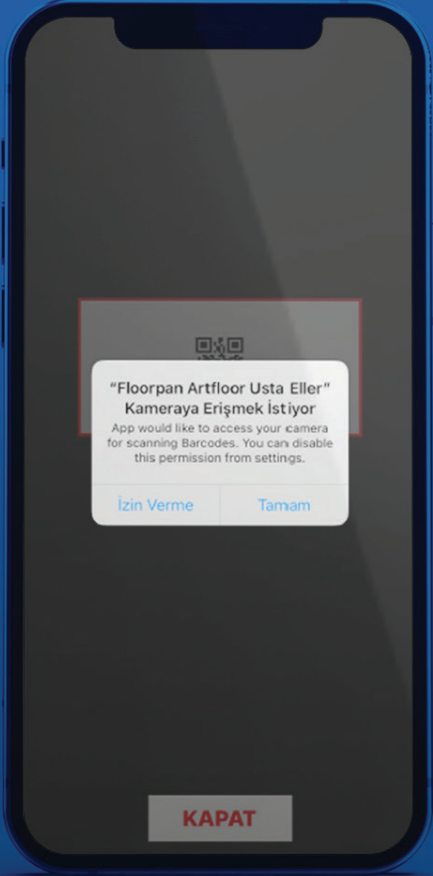 “Floorpan Artfloor Usta Eller”
Kameraya Erişmek İstiyor
App would like to access your camera
for scanning Barcodes. You can disable
this permission from settings.
İzin Verme
Tamam
KAPAT